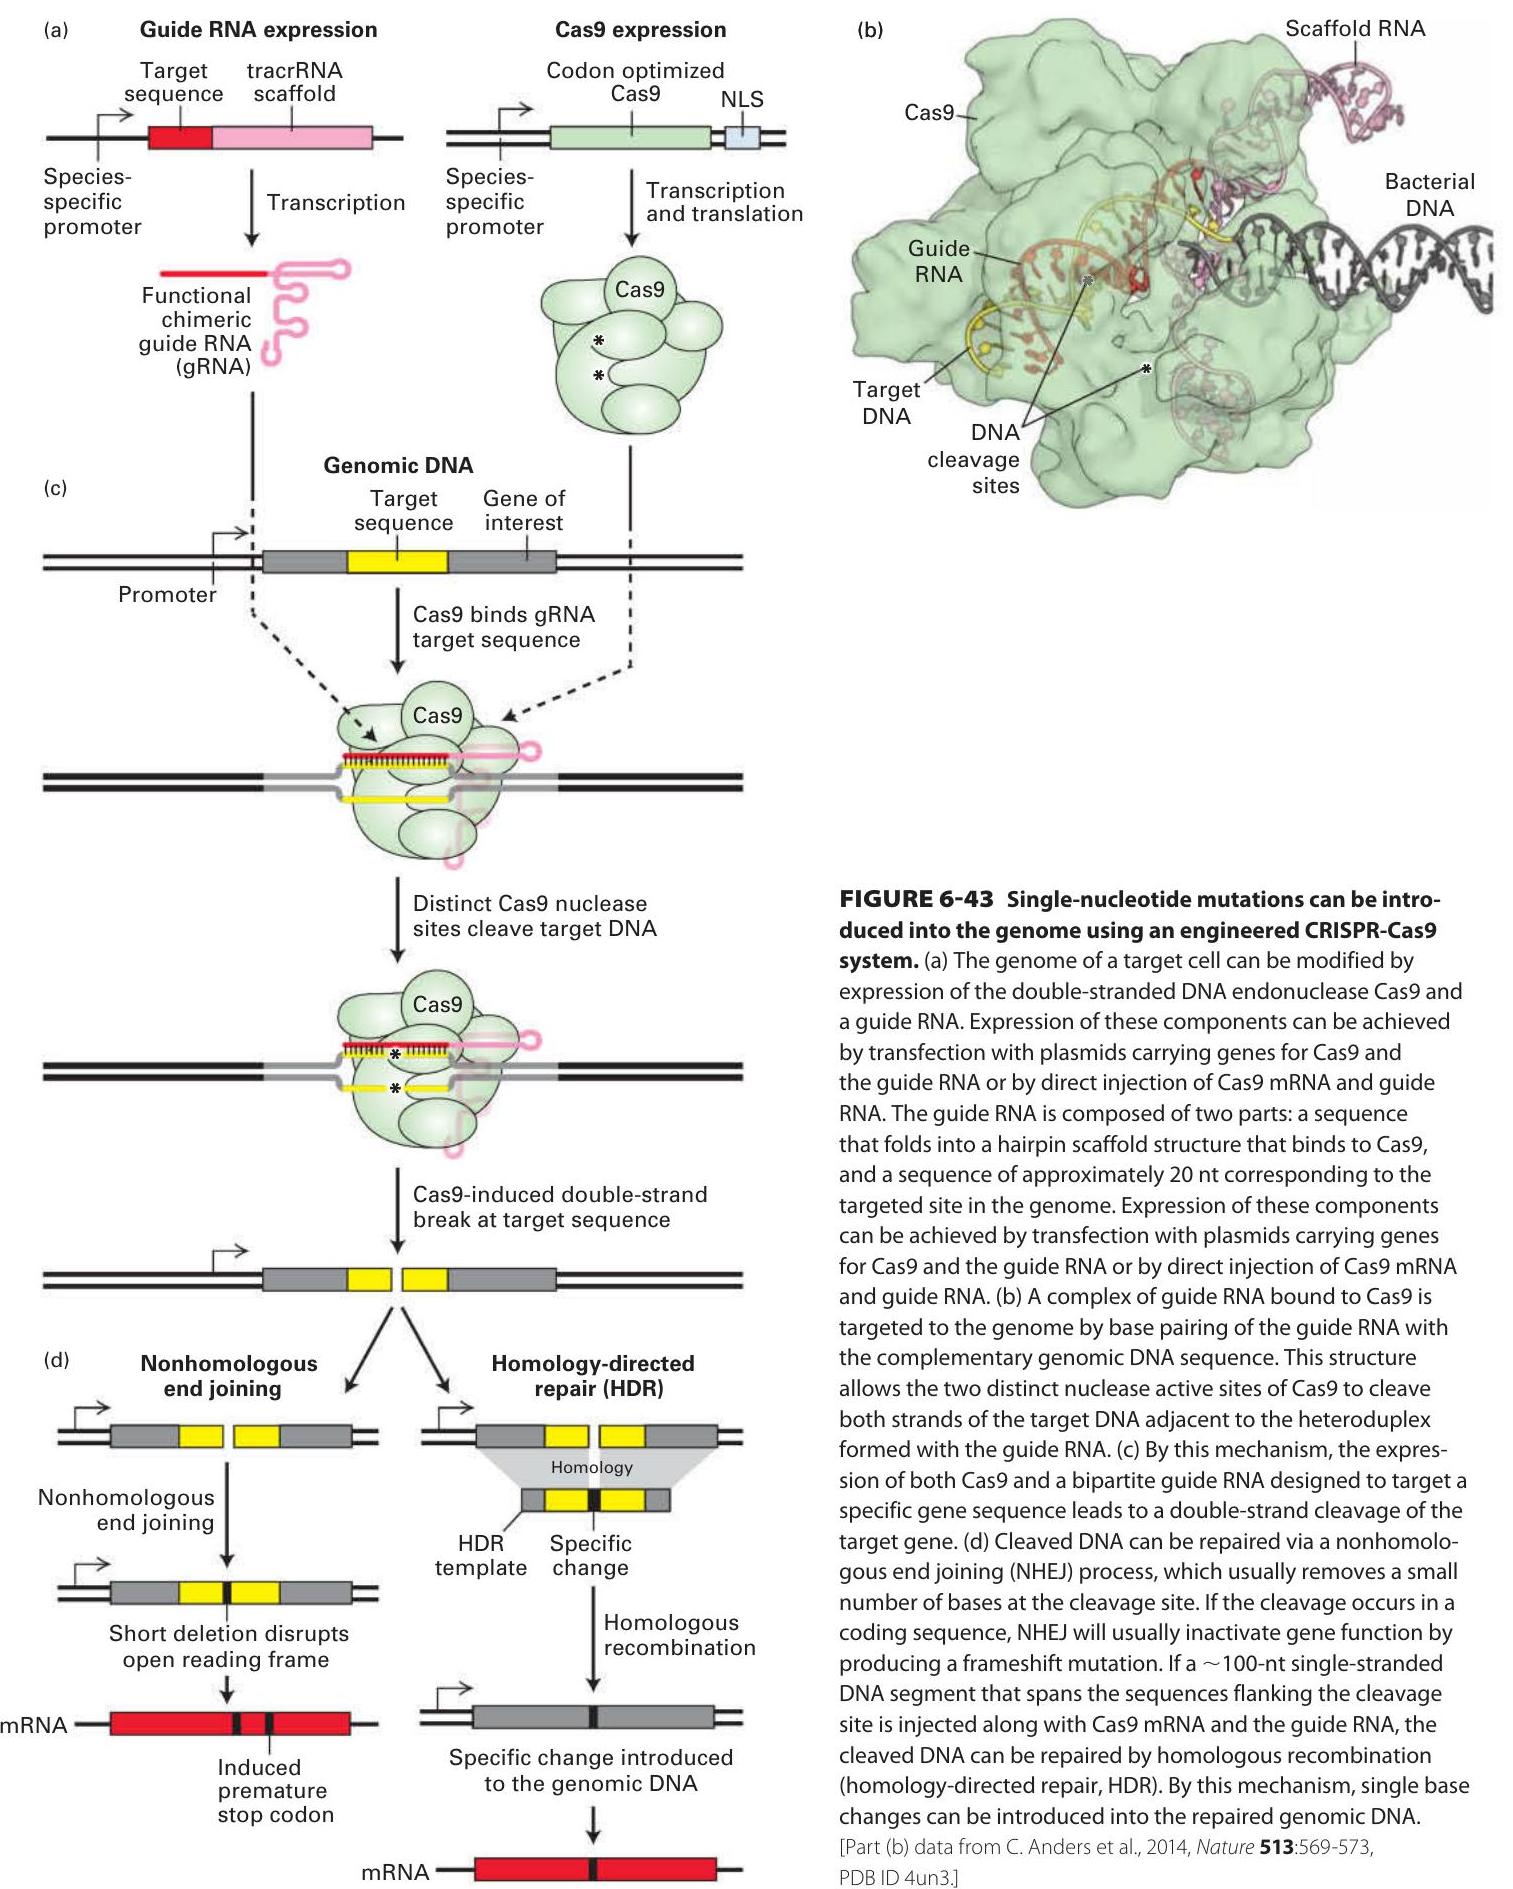 (a)
Guide RNA expression
Target
sequence
tracrRNA
scaffold
Species-
specific
promoter
Transcription
Functional
chimeric
guide RNA
(gRNA)
Cas9 expression
Codon optimized
Cas9
NLS
Species-
specific
promoter
Transcription
and translation
Cas9
*
*
(b)
Scaffold RNA
Cas9
Bacterial
DNA
Guide
RNA
*
*
Target
DNA
DNA
cleavage
sites
(c)
Genomic DNA
Target
sequence
Gene of
interest
Promoter
Cas9 binds gRNA
target sequence
Cas9
Distinct Cas9 nuclease
sites cleave target DNA
Cas9
*
*
Cas9-induced double-strand
break at target sequence
(d)
Nonhomologous
end joining
Nonhomologous
end joining
Short deletion disrupts
open reading frame
mRNA
Induced
premature
stop codon
Homology-directed
repair (HDR)
Homology
HDR
template
Specific
change
Homologous
recombination
Specific change introduced
to the genomic DNA
mRNA
FIGURE 6-43 Single-nucleotide mutations can be intro-
duced into the genome using an engineered CRISPR-Cas9
system. (a) The genome of a target cell can be modified by
expression of the double-stranded DNA endonuclease Cas9 and
a guide RNA. Expression of these components can be achieved
by transfection with plasmids carrying genes for Cas9 and
the guide RNA or by direct injection of Cas9 mRNA and guide
RNA. The guide RNA is composed of two parts: a sequence
that folds into a hairpin scaffold structure that binds to Cas9,
and a sequence of approximately 20 nt corresponding to the
targeted site in the genome. Expression of these components
can be achieved by transfection with plasmids carrying genes
for Cas9 and the guide RNA or by direct injection of Cas9 mRNA
and guide RNA. (b) A complex of guide RNA bound to Cas9 is
targeted to the genome by base pairing of the guide RNA with
the complementary genomic DNA sequence. This structure
allows the two distinct nuclease active sites of Cas9 to cleave
both strands of the target DNA adjacent to the heteroduplex
formed with the guide RNA. (c) By this mechanism, the expres-
sion of both Cas9 and a bipartite guide RNA designed to target a
specific gene sequence leads to a double-strand cleavage of the
target gene. (d) Cleaved DNA can be repaired via a nonhomolo-
gous end joining (NHEJ) process, which usually removes a small
number of bases at the cleavage site. If the cleavage occurs in a
coding sequence, NHEJ will usually inactivate gene function by
producing a frameshift mutation. If a ~100-nt single-stranded
DNA segment that spans the sequences flanking the cleavage
site is injected along with Cas9 mRNA and the guide RNA, the
cleaved DNA can be repaired by homologous recombination
(homology-directed repair, HDR). By this mechanism, single base
changes can be introduced into the repaired genomic DNA.
[Part (b) data from C. Anders et al., 2014, Nature 513:569-573,
PDB ID 4un3.]